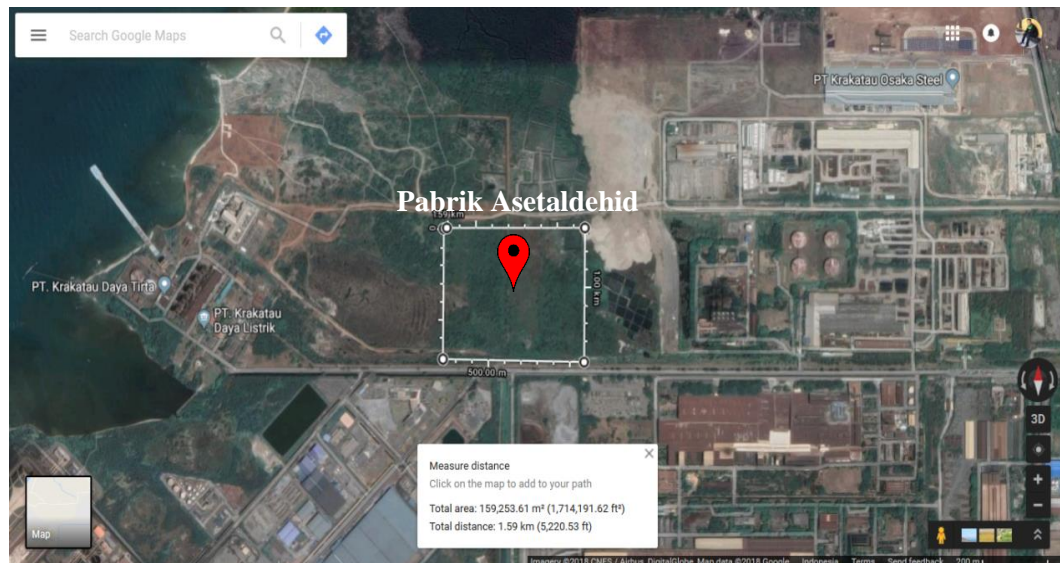 Search Google Maps
PT Krakatau Osaka Steel
Pabrik Asetaldehid
1.59 km
1.00 km
PT. Krakatau Daya Tirta
PT. Krakatau
Daya Listrik
500.00 m
3D
Measure distance
Click on the map to add to your path
Total area: 159,253.61 m² (1,714,191.62 ft²)
Total distance: 1.59 km (5,220.53 ft)
Map
Imagery ©2018 CNES / Airbus, DigitalGlobe, Map data ©2018 Google Indonesia Terms Send feedback 200 m